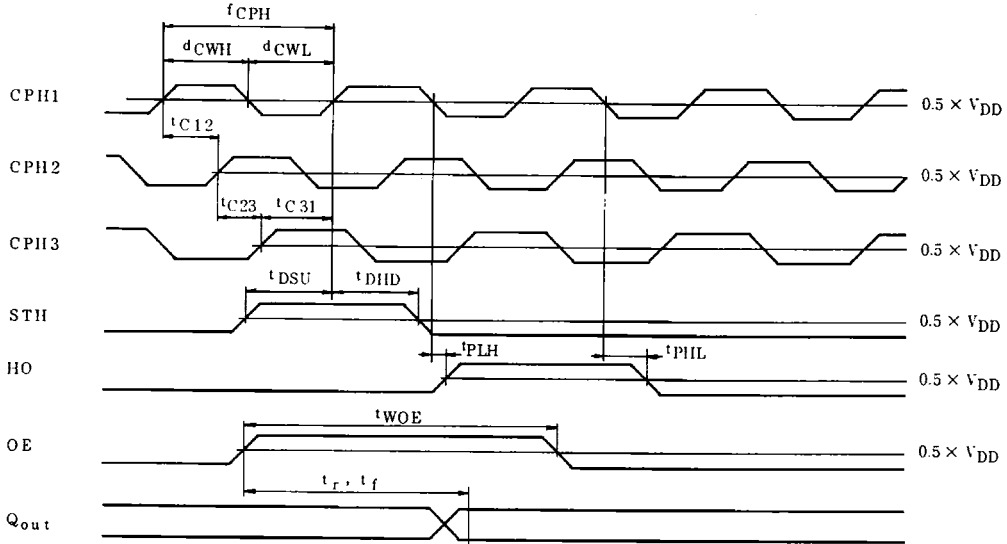 fCPH
dCWH dCWL
CPH1 0.5 × VDD
tC12
CPH2 0.5 × VDD
tC23 tC31
CPH3 0.5 × VDD
tDSU tDHD
STH 0.5 × VDD
tPLH tPHL
HO 0.5 × VDD
tWOE
OE 0.5 × VDD
tr, tf
Qout